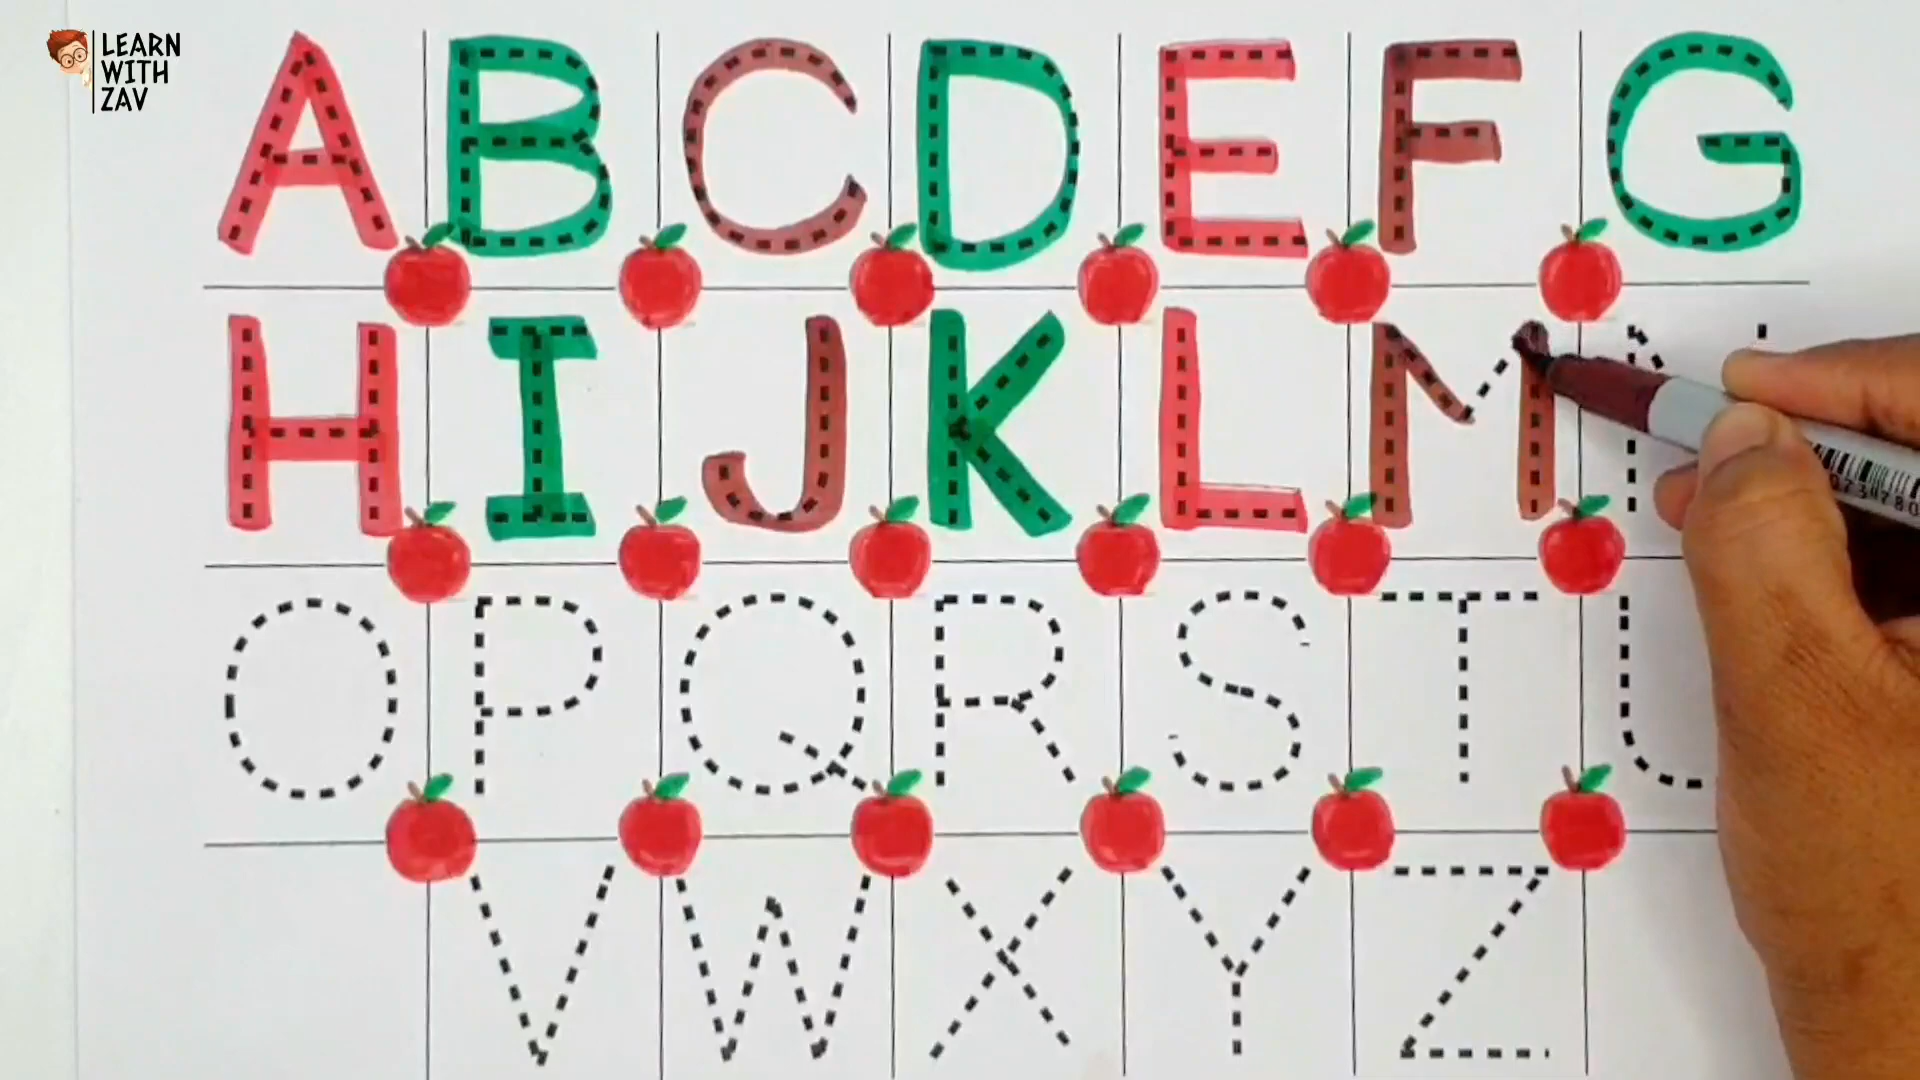 LEARN
WITH
ZAV
A B C D E F G
H I J K L M N
O P Q R S T U
V W X Y Z